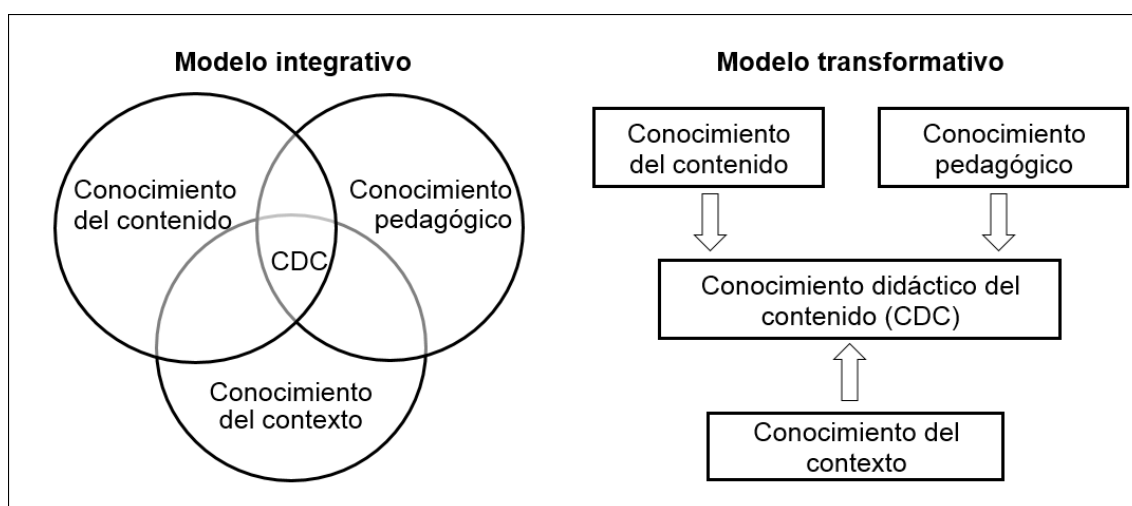 Modelo integrativo
Conocimiento
del contenido
Conocimiento
pedagógico
CDC
Conocimiento
del contexto
Modelo transformativo
Conocimiento
del contenido
Conocimiento
pedagógico
Conocimiento didáctico del
contenido (CDC)
Conocimiento del
contexto